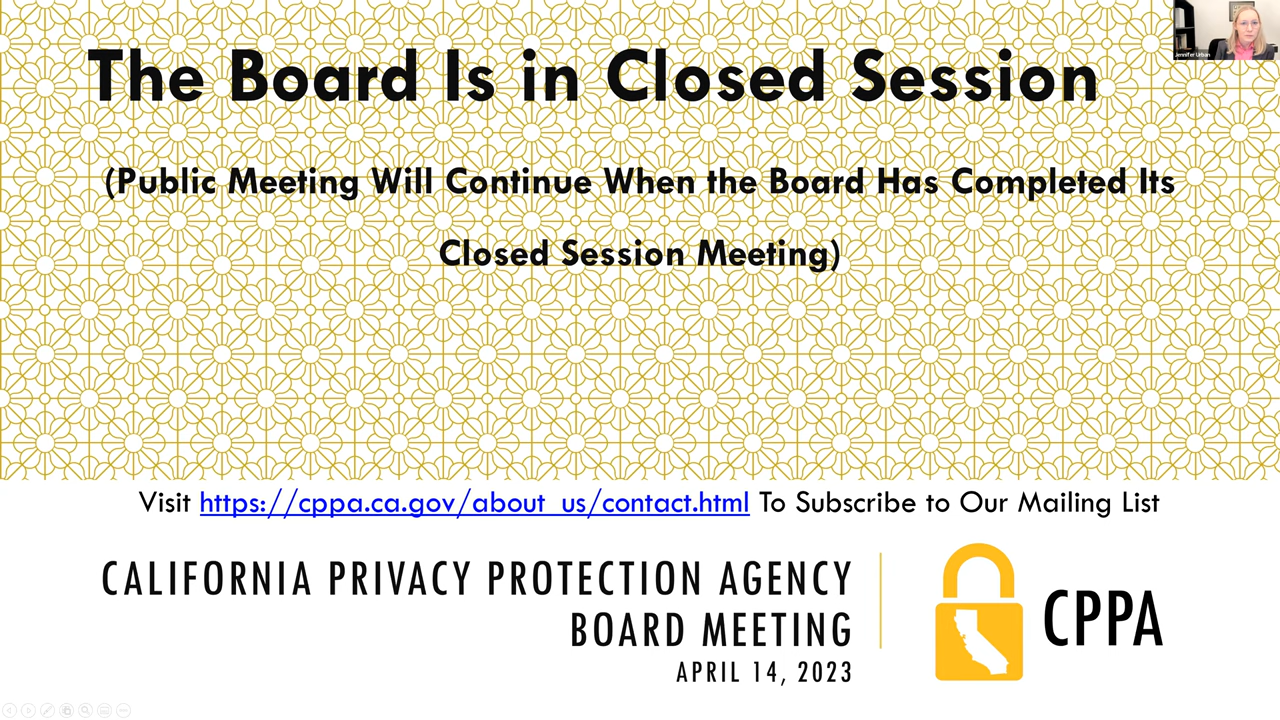 The Board Is in Closed Session
Jennifer Urban
(Public Meeting Will Continue When the Board Has Completed Its
Closed Session Meeting)
Visit https://cppa.ca.gov/about_us/contact.html To Subscribe to Our Mailing List
CALIFORNIA PRIVACY PROTECTION AGENCY
BOARD MEETING
APRIL 14, 2023
CPPA